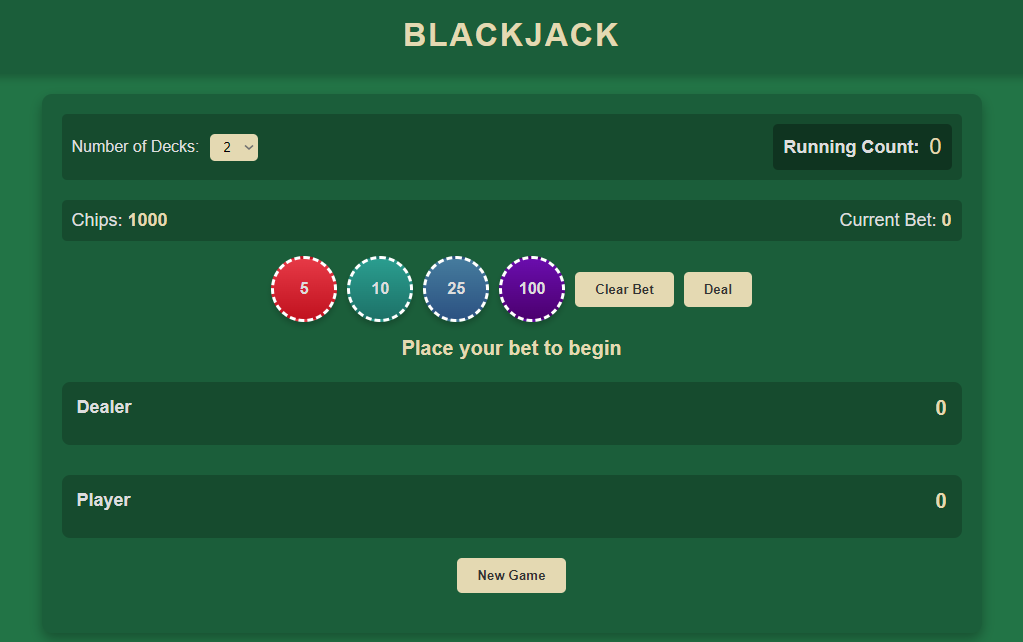 BLACKJACK
Number of Decks: 2 Running Count: 0
Chips: 1000 Current Bet: 0
5 10 25 100 Clear Bet Deal
Place your bet to begin
Dealer 0
Player 0
New Game